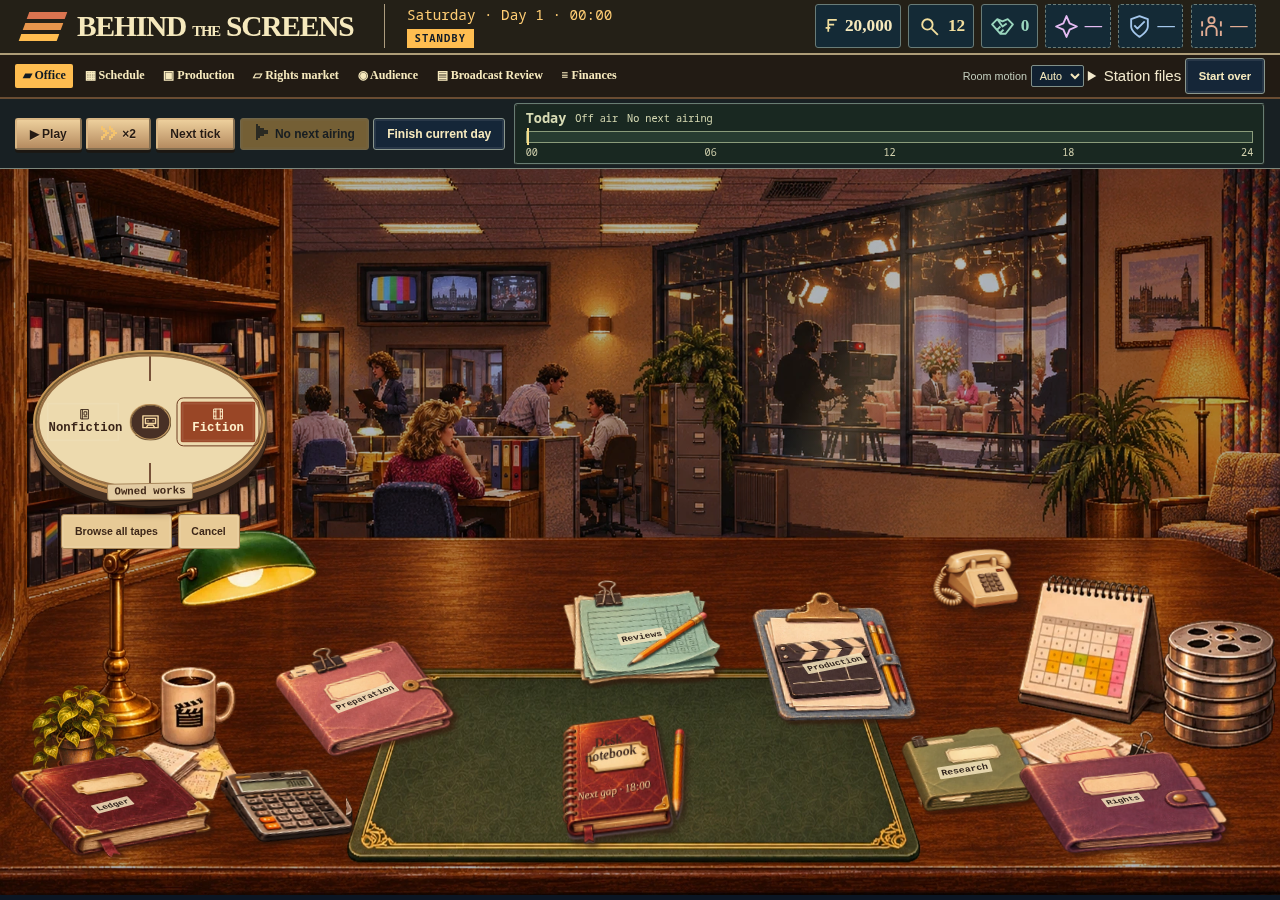 BEHIND THE SCREENS
Saturday · Day 1 · 00:00
STANDBY
20,000
12
0
—
—
—
Office
Schedule
Production
Rights market
Audience
Broadcast Review
Finances
Room motion
Auto
Station files
Start over
Play
×2
Next tick
No next airing
Finish current day
Today Off air No next airing
00 06 12 18 24
Nonfiction
Fiction
Owned works
Browse all tapes
Cancel
Reviews
Production
Preparation
Desk notebook
Next gap · 18:00
Research
Ledger
Rights